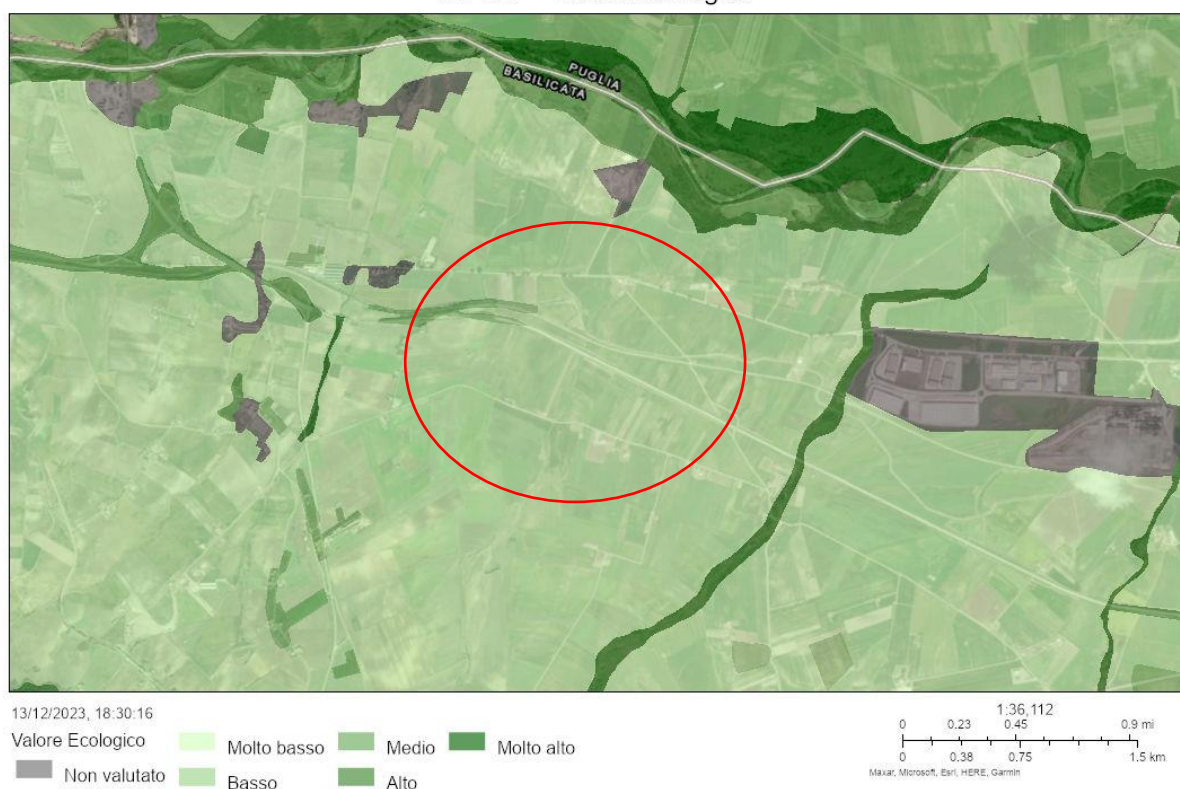 PUGLIA
BASILICATA
13/12/2023, 18:30:16
Valore Ecologico
Non valutato
Molto basso
Basso
Medio
Alto
Molto alto
1:36,112
0 0.23 0.45 0.9 mi
0 0.38 0.75 1.5 km
Maxar, Microsoft, Esri, HERE, Garmin